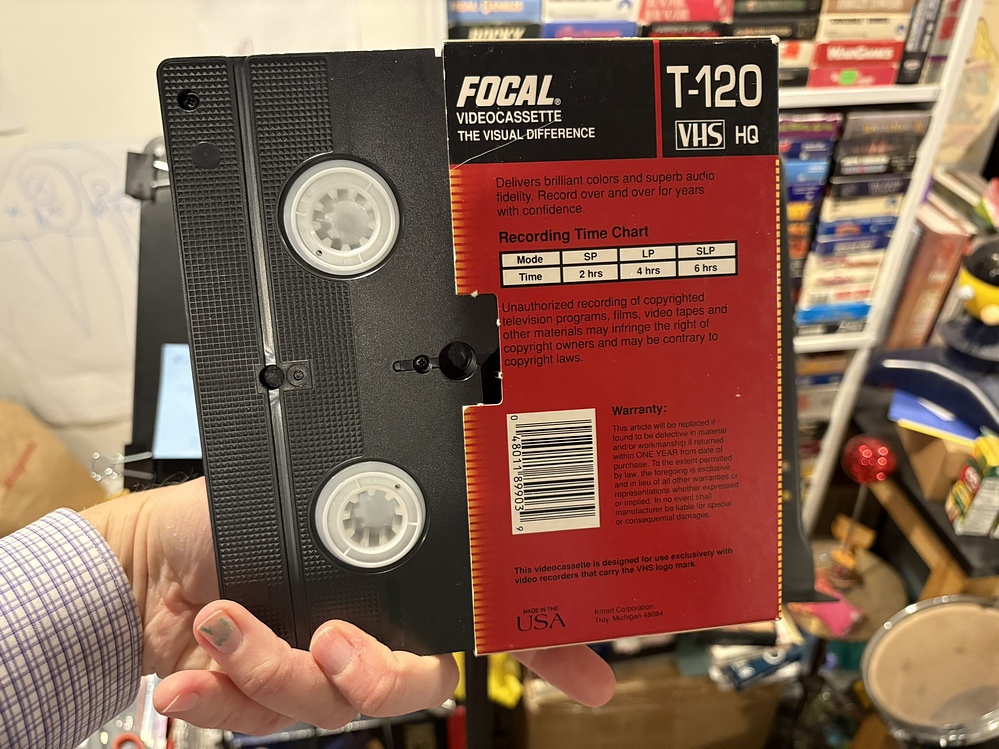 WARGAMES
FOCAL®
VIDEOCASSETTE
THE VISUAL DIFFERENCE
T-120
VHS HQ
Delivers brilliant colors and superb audio
fidelity. Record over and over for years
with confidence.
Recording Time Chart
Mode SP LP SLP
Time 2 hrs 4 hrs 6 hrs
Unauthorized recording of copyrighted
television programs, films, video tapes and
other materials may infringe the right of
copyright owners and may be contrary to
copyright laws.
0 48011 89903 9
Warranty:
This article will be replaced if
found to be defective in material
and/or workmanship if returned
within ONE YEAR from date of
purchase. To the extent permitted
by law, the foregoing is exclusive
and in lieu of all other warranties or
representations whether expressed
or implied. In no event shall
manufacturer be liable for special
or consequential damages.
This videocassette is designed for use exclusively with
video recorders that carry the VHS logo mark.
MADE IN THE
USA
Kmart Corporation
Troy, Michigan 48084